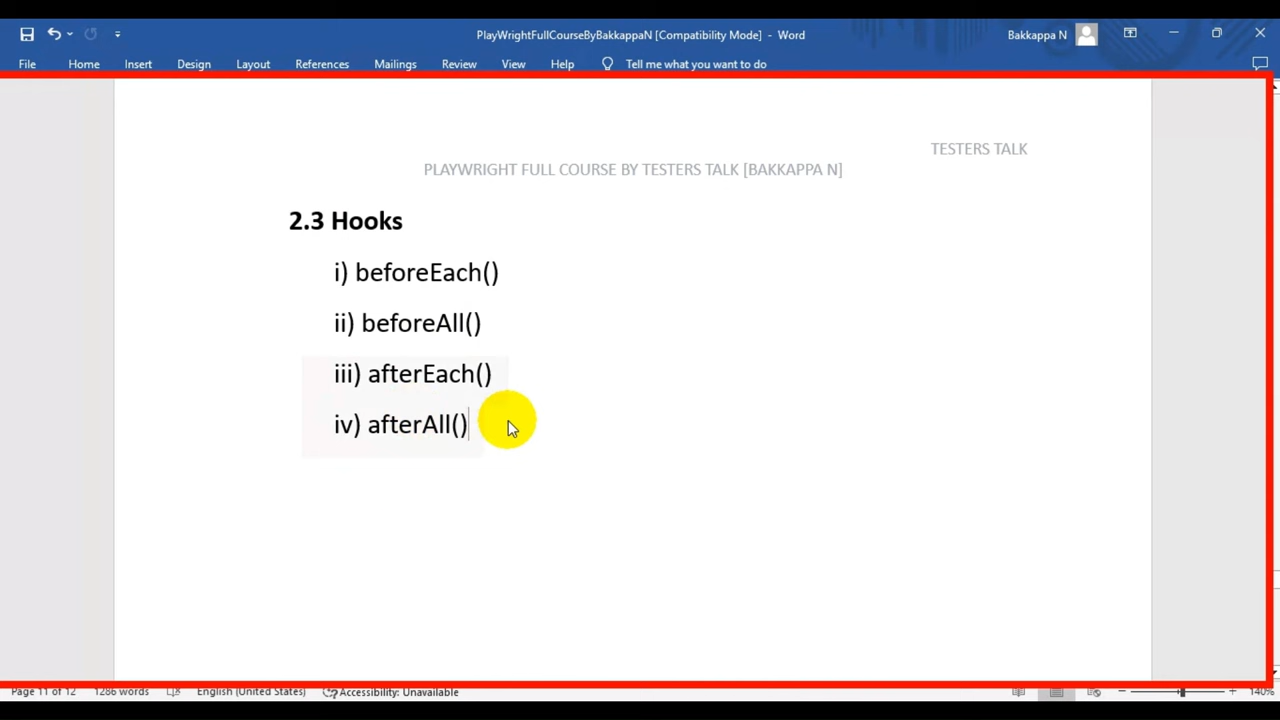 PlayWrightFullCourseByBakkappaN [Compatibility Mode] - Word
Bakkappa N
File Home Insert Design Layout References Mailings Review View Help Tell me what you want to do
TESTERS TALK
PLAYWRIGHT FULL COURSE BY TESTERS TALK [BAKKAPPA N]
2.3 Hooks
i) beforeEach()
ii) beforeAll()
iii) afterEach()
iv) afterAll()
Page 11 of 12 1286 words English (United States) Accessibility: Unavailable 140%